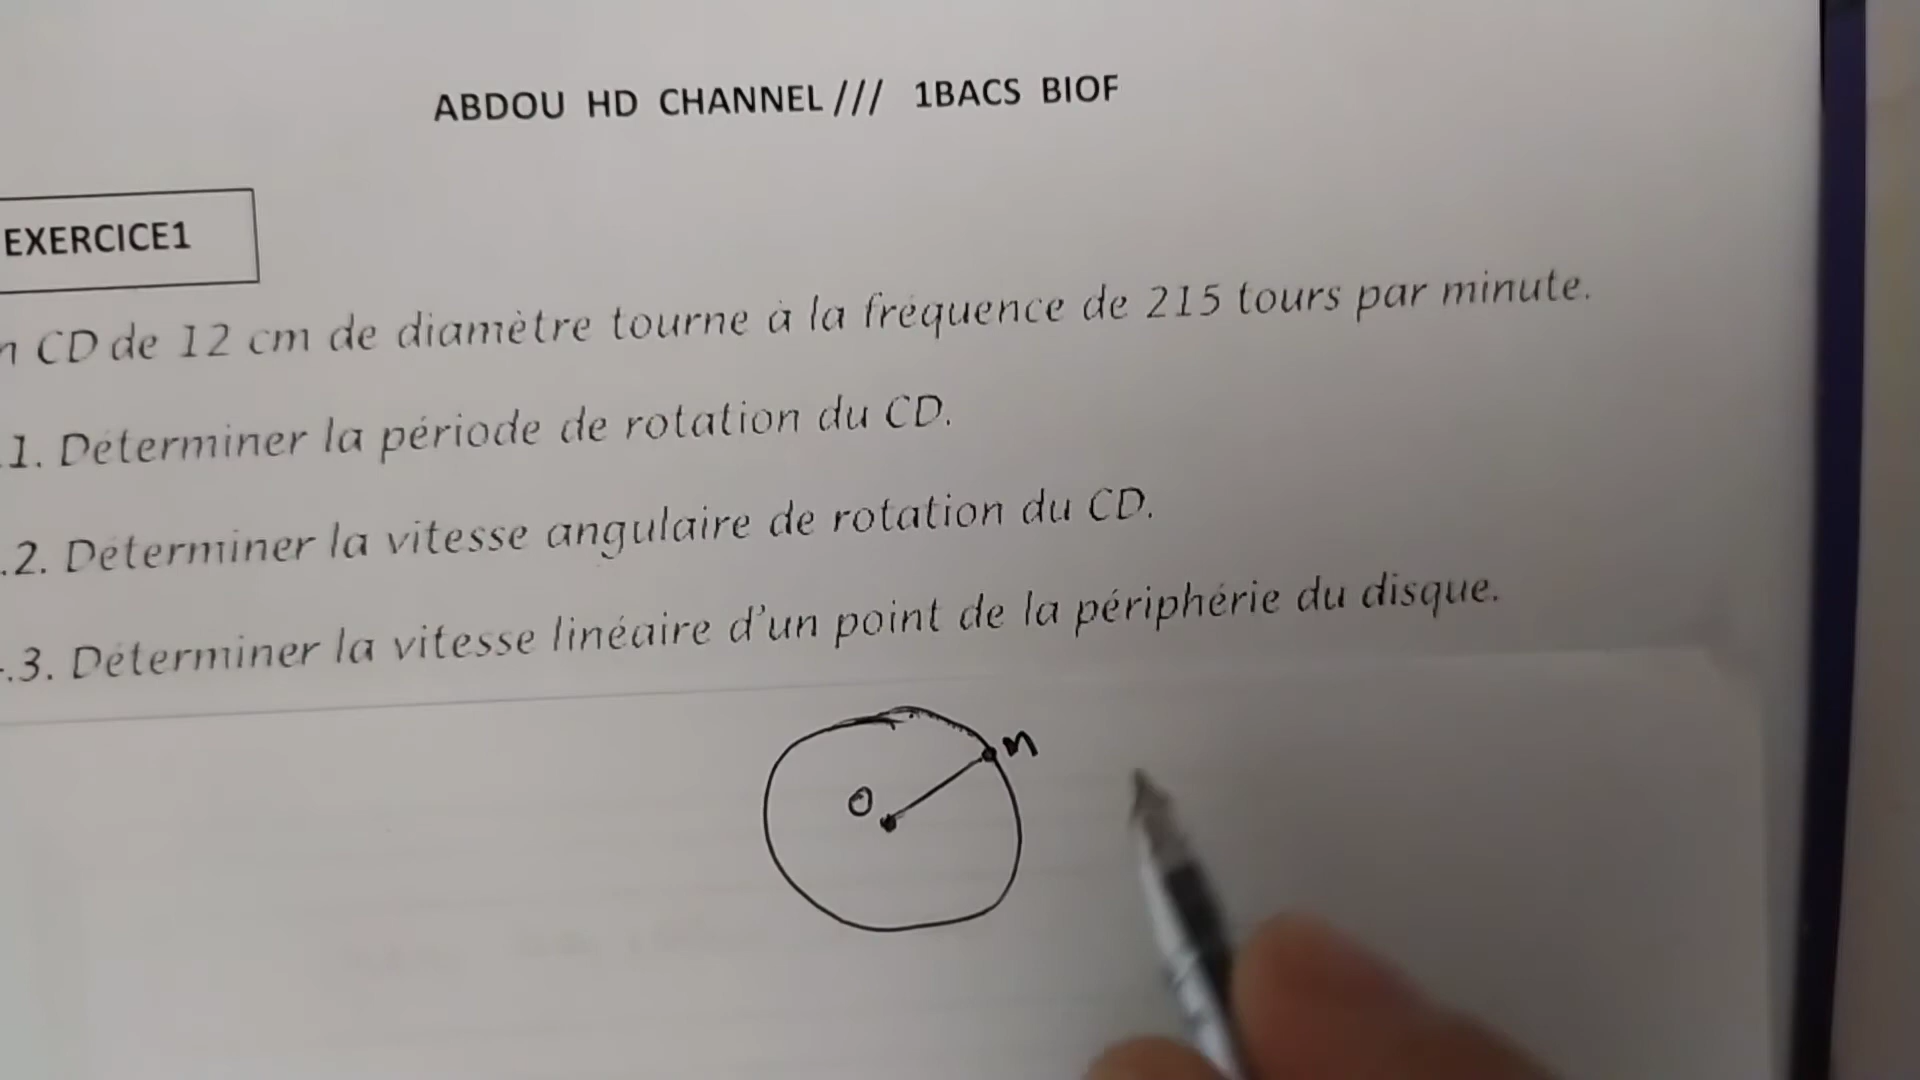 ABDOU HD CHANNEL /// 1BACS BIOF
EXERCICE1
n CD de 12 cm de diamètre tourne à la fréquence de 215 tours par minute.
.1. Déterminer la période de rotation du CD.
.2. Déterminer la vitesse angulaire de rotation du CD.
.3. Déterminer la vitesse linéaire d'un point de la périphérie du disque.
M
O